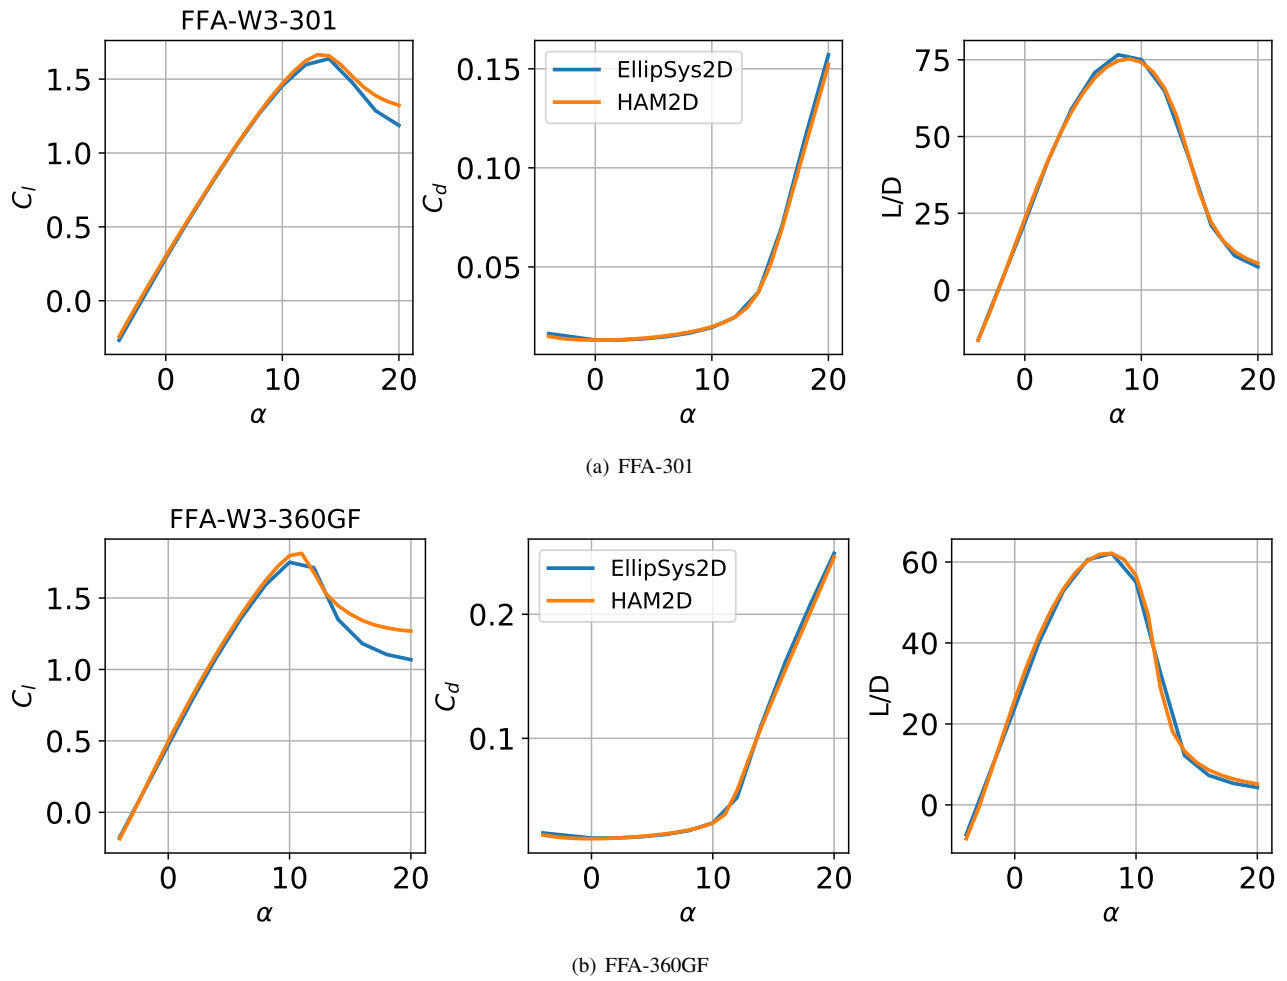 FFA-W3-301
1.5
1.0
0.5
0.0
C_l
0 10 20
α
0.15
0.10
0.05
C_d
EllipSys2D
HAM2D
0 10 20
α
75
50
25
0
L/D
0 10 20
α
(a) FFA-301
FFA-W3-360GF
1.5
1.0
0.5
0.0
C_l
0 10 20
α
0.2
0.1
C_d
EllipSys2D
HAM2D
0 10 20
α
60
40
20
0
L/D
0 10 20
α
(b) FFA-360GF